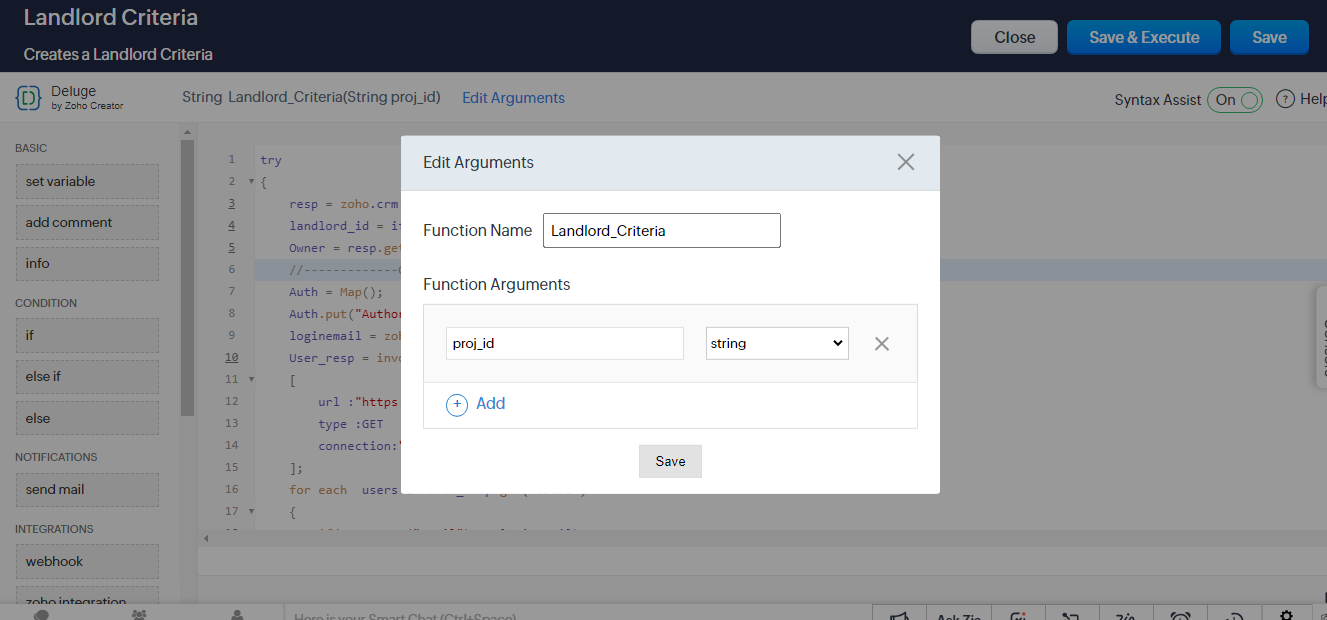 Landlord Criteria
Creates a Landlord Criteria
Close
Save & Execute
Save
Deluge
by Zoho Creator
String Landlord_Criteria(String proj_id)
Edit Arguments
Syntax Assist
On
?
Help
BASIC
set variable
add comment
info
CONDITION
if
else if
else
NOTIFICATIONS
send mail
INTEGRATIONS
webhook
zoho integration
1 try
2 {
3 resp = zoho.crm
4 landlord_id = i
5 Owner = resp.get
6 //-------------
7 Auth = Map();
8 Auth.put("Author
9 loginemail = zoh
10 User_resp = invo
11 [
12 url :"https
13 type :GET
14 connection:"
15 ];
16 for each users
17 {
Edit Arguments
Function Name
Landlord_Criteria
Function Arguments
proj_id
string
+ Add
Save
Here is your Smart Chat (Ctrl+Space)
Ask Zia